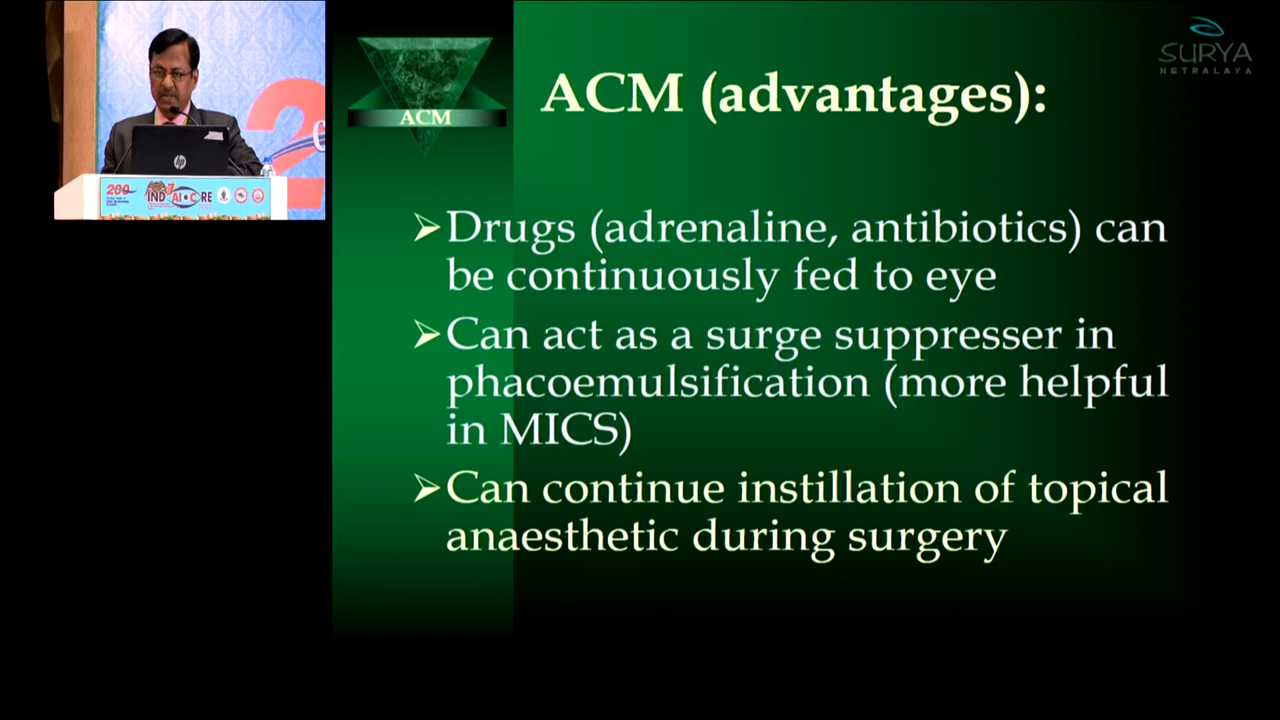 SURYA
NETRALAYA
ACM
ACM (advantages):
Drugs (adrenaline, antibiotics) can
be continuously fed to eye
Can act as a surge suppresser in
phacoemulsification (more helpful
in MICS)
Can continue instillation of topical
anaesthetic during surgery
hp